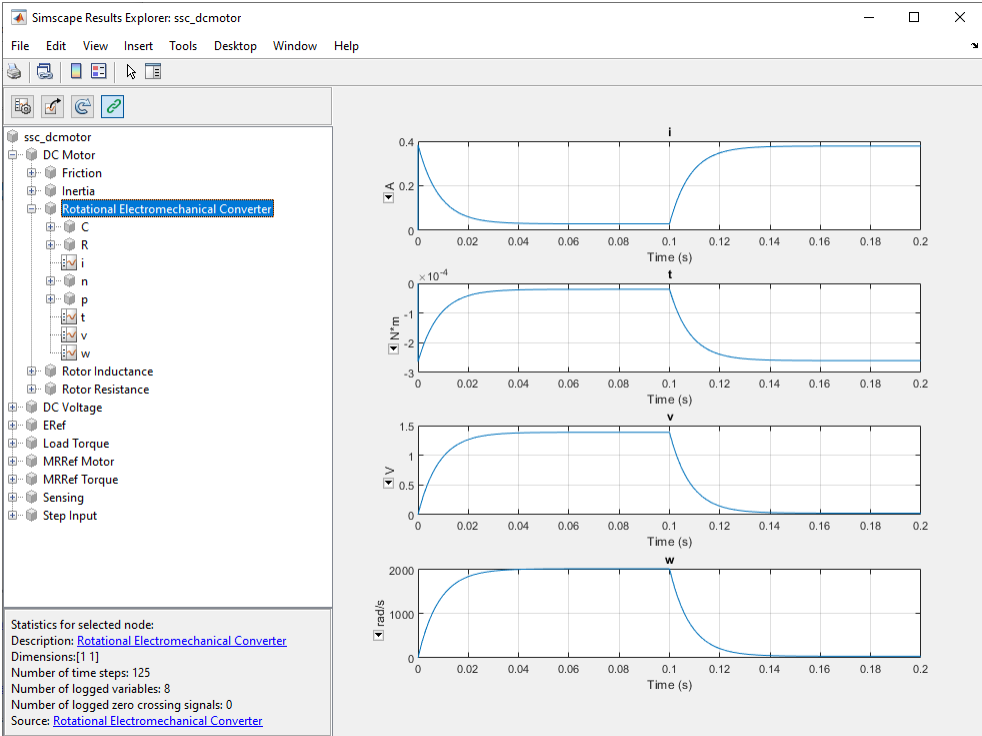 Simscape Results Explorer: ssc_dcmotor
File Edit View Insert Tools Desktop Window Help
ssc_dcmotor
DC Motor
Friction
Inertia
Rotational Electromechanical Converter
C
R
i
n
p
t
v
w
Rotor Inductance
Rotor Resistance
DC Voltage
ERef
Load Torque
MRRef Motor
MRRef Torque
Sensing
Step Input
Statistics for selected node:
Description: Rotational Electromechanical Converter
Dimensions:[1 1]
Number of time steps: 125
Number of logged variables: 8
Number of logged zero crossing signals: 0
Source: Rotational Electromechanical Converter
i
0.4
0.2
0
A
0 0.02 0.04 0.06 0.08 0.1 0.12 0.14 0.16 0.18 0.2
Time (s)
×10⁻⁴
t
0
-1
-2
-3
N*m
0 0.02 0.04 0.06 0.08 0.1 0.12 0.14 0.16 0.18 0.2
Time (s)
v
1.5
1
0.5
0
V
0 0.02 0.04 0.06 0.08 0.1 0.12 0.14 0.16 0.18 0.2
Time (s)
w
2000
1000
0
rad/s
0 0.02 0.04 0.06 0.08 0.1 0.12 0.14 0.16 0.18 0.2
Time (s)